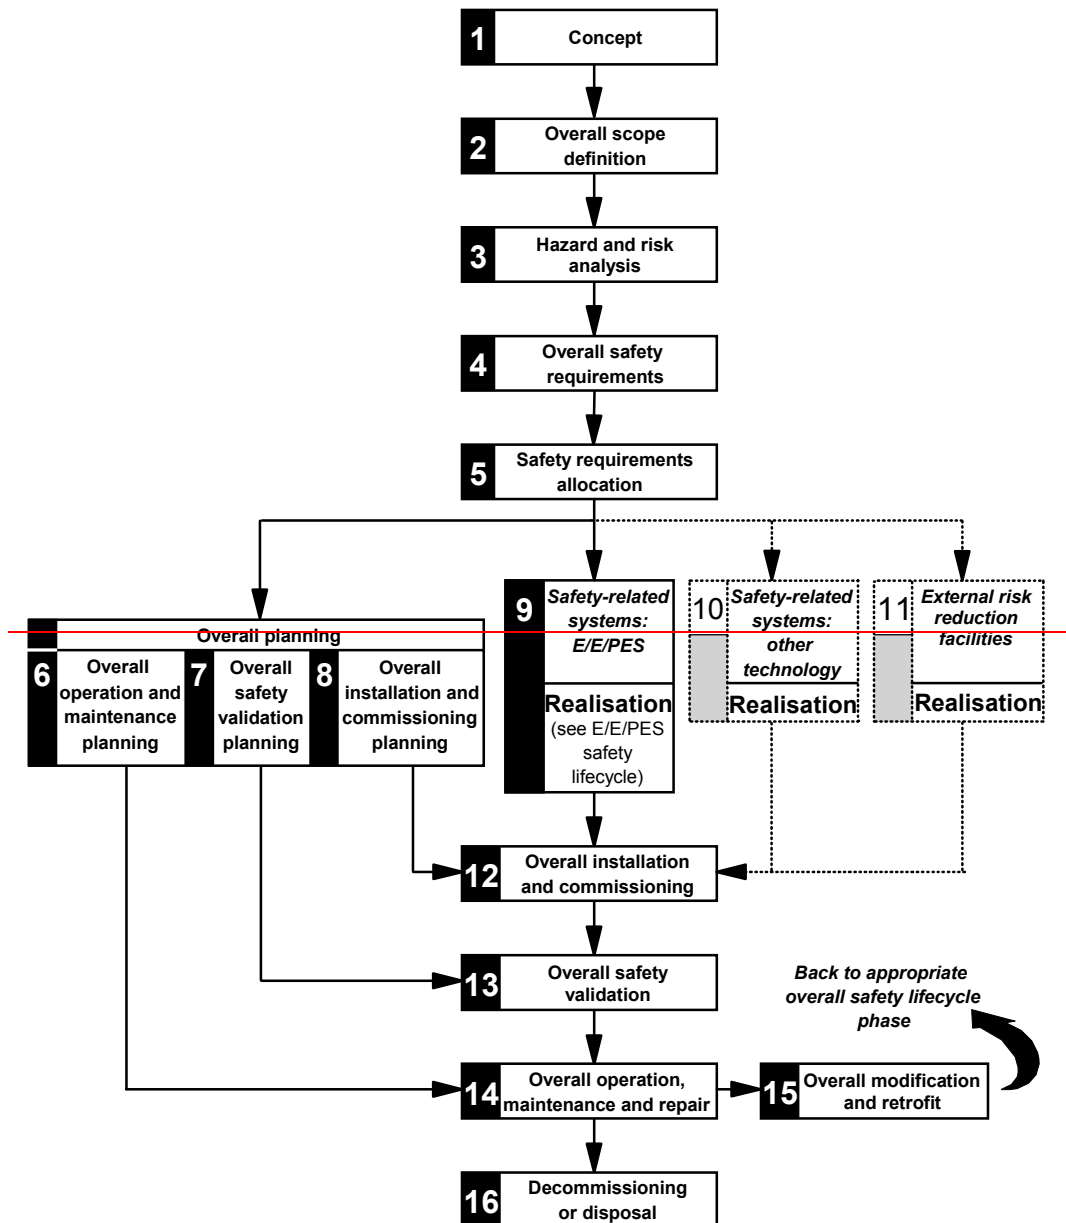 1
Concept
2
Overall scope
definition
3
Hazard and risk
analysis
4
Overall safety
requirements
5
Safety requirements
allocation
Overall planning
6
Overall
operation and
maintenance
planning
7
Overall
safety
validation
planning
8
Overall
installation and
commissioning
planning
9
Safety-related
systems:
E/E/PES
Realisation
(see E/E/PES
safety
lifecycle)
10
Safety-related
systems:
other
technology
Realisation
11
External risk
reduction
facilities
Realisation
12
Overall installation
and commissioning
13
Overall safety
validation
Back to appropriate
overall safety lifecycle
phase
14
Overall operation,
maintenance and repair
15
Overall modification
and retrofit
16
Decommissioning
or disposal